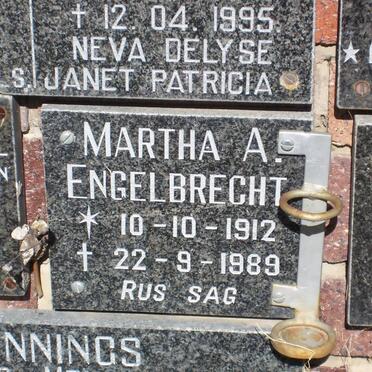 ✝ 12 04 1995
NEVA DELYSE
S JANET PATRICIA
MARTHA A.
ENGELBRECHT
* 10-10-1912
✝ 22-9-1989
RUS SAG
NNINGS